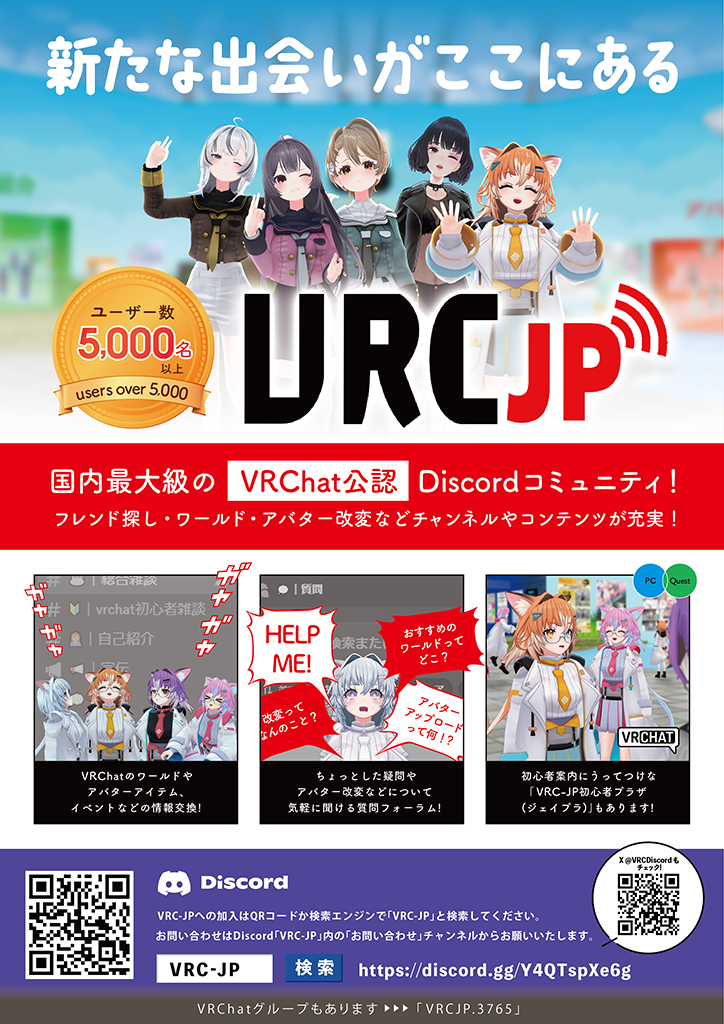 新たな出会いがここにある
ユーザー数
5,000名
以上
users over 5,000
VRC JP
国内最大級の VRChat公認 Discordコミュニティ!
フレンド探し・ワールド・アバター改変などチャンネルやコンテンツが充実!
# | 総合雑談
# | vrchat初心者雑談
| 自己紹介
| 宣伝
ガヤ
ガヤ
ガヤ
ガヤ
VRChatのワールドや
アバターアイテム、
イベントなどの情報交換!
| 質問
HELP
ME!
おすすめの
ワールドって
どこ?
改変って
なんのこと?
アバター
アップロード
って何!?
ちょっとした疑問や
アバター改変などについて
気軽に聞ける質問フォーラム!
PC
Quest
VRCHAT
初心者案内にうってつけな
「VRC-JP初心者プラザ
(ジェイプラ)」もあります!
Discord
VRC-JPへの加入はQRコードか検索エンジンで「VRC-JP」と検索してください。
お問い合わせはDiscord「VRC-JP」内の「お問い合わせ」チャンネルからお願いいたします。
X @VRCDiscordも
チェック!
VRC-JP
検索
https://discord.gg/Y4QTspXe6g
VRChatグループもあります ▶▶▶ 「VRCJP.3765」